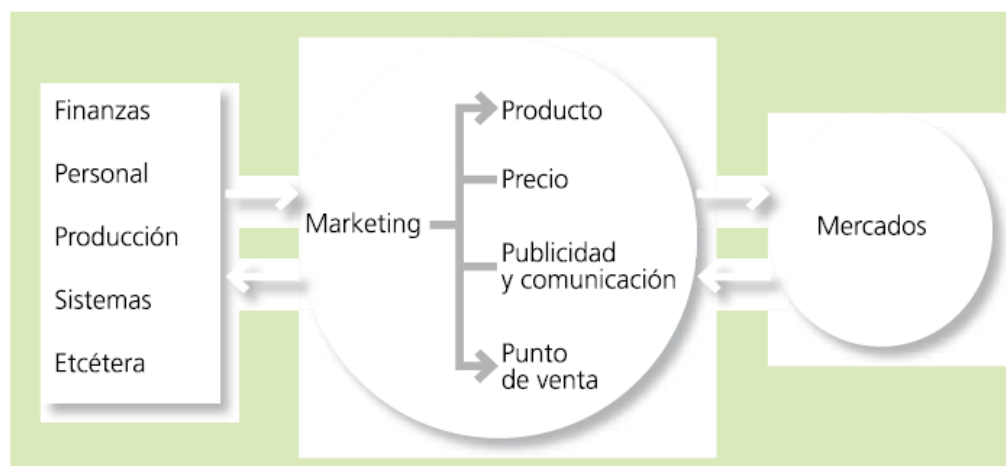 Finanzas
Personal
Producción
Sistemas
Etcétera
Marketing
Producto
Precio
Publicidad
y comunicación
Punto
de venta
Mercados